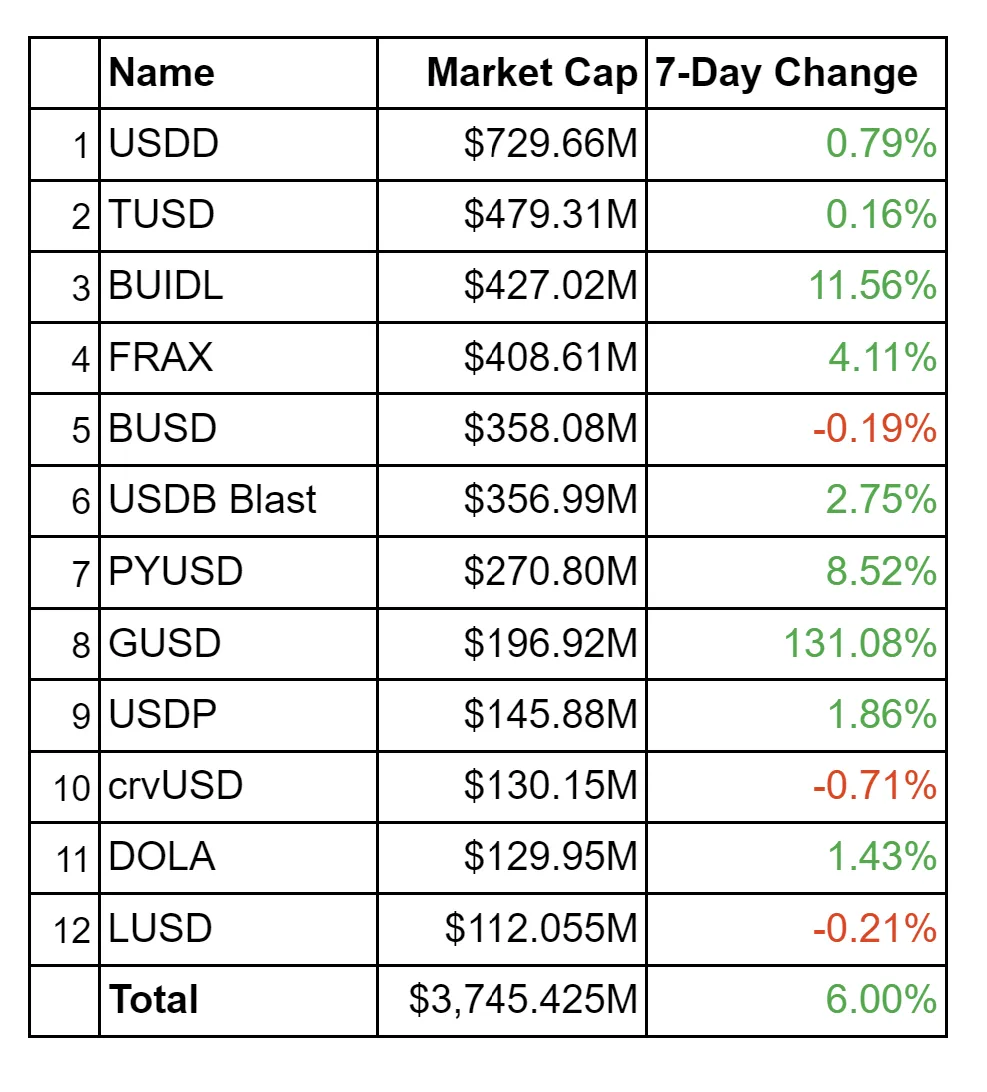 Name Market Cap 7-Day Change
1 USDD $729.66M 0.79%
2 TUSD $479.31M 0.16%
3 BUIDL $427.02M 11.56%
4 FRAX $408.61M 4.11%
5 BUSD $358.08M -0.19%
6 USDB Blast $356.99M 2.75%
7 PYUSD $270.80M 8.52%
8 GUSD $196.92M 131.08%
9 USDP $145.88M 1.86%
10 crvUSD $130.15M -0.71%
11 DOLA $129.95M 1.43%
12 LUSD $112.055M -0.21%
Total $3,745.425M 6.00%